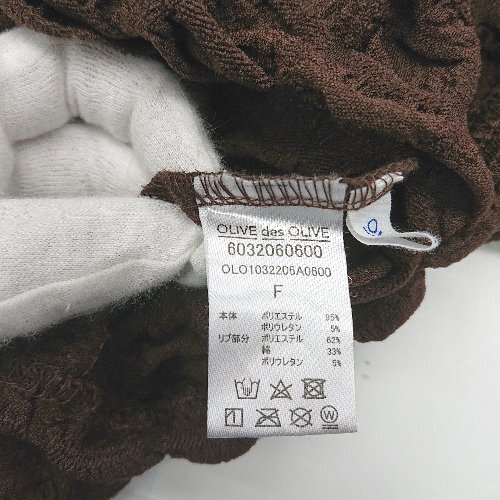 OLIVE des OLIVE
6032060600
OLO1032206A0600
F
本体 ポリエステル 95%
ポリウレタン 5%
リブ部分 ポリエステル 62%
綿 33%
ポリウレタン 5%
W